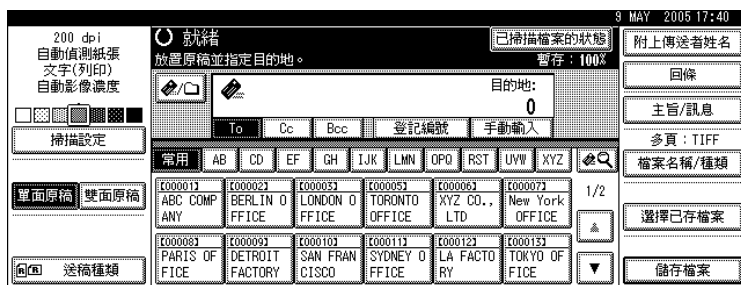 9 MAY 2005 17:40
200 dpi
自動偵測紙張
文字(列印)
自動影像濃度
掃描設定
單面原稿 雙面原稿
送稿種類
就緒
已掃描檔案的狀態
放置原稿並指定目的地。
暫存：100%
目的地:
0
To Cc Bcc 登記編號 手動輸入
常用 AB CD EF GH IJK LMN OPQ RST UVW XYZ
[00001] [00002] [00003] [00005] [00006] [00007]
ABC COMP BERLIN O LONDON O TORONTO XYZ CO., New York
ANY FFICE FFICE OFFICE LTD OFFICE
1/2
[00008] [00009] [00010] [00011] [00012] [00013]
PARIS OF DETROIT SAN FRAN SYDNEY O LA FACTO TOKYO OF
FICE FACTORY CISCO FFICE RY FICE
附上傳送者姓名
回條
主旨/訊息
多頁：TIFF
檔案名稱/種類
選擇已存檔案
儲存檔案